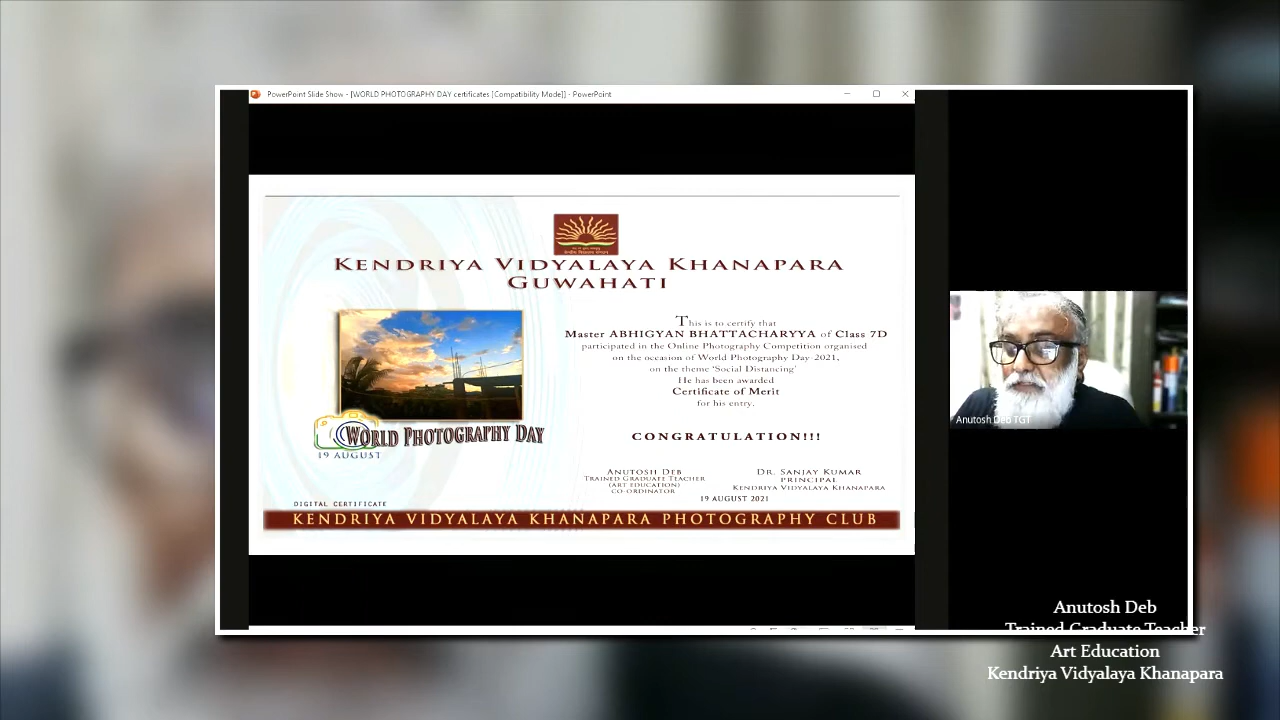 PowerPoint Slide Show - [WORLD PHOTOGRAPHY DAY certificates [Compatibility Mode]] - PowerPoint
KENDRIYA VIDYALAYA KHANAPARA
GUWAHATI
This is to certify that
Master ABHIGYAN BHATTACHARYYA of Class 7D
participated in the Online Photography Competition organised
on the occasion of World Photography Day-2021,
on the theme 'Social Distancing'
He has been awarded
Certificate of Merit
for his entry.
WORLD PHOTOGRAPHY DAY
19 AUGUST
CONGRATULATION!!!
ANUTOSH DEB
TRAINED GRADUATE TEACHER
(ART EDUCATION)
CO-ORDINATOR
DR. SANJAY KUMAR
PRINCIPAL
KENDRIYA VIDYALAYA KHANAPARA
19 AUGUST 2021
DIGITAL CERTIFICATE
KENDRIYA VIDYALAYA KHANAPARA PHOTOGRAPHY CLUB
Anutosh Deb TGT
Anutosh Deb
Trained Graduate Teacher
Art Education
Kendriya Vidyalaya Khanapara